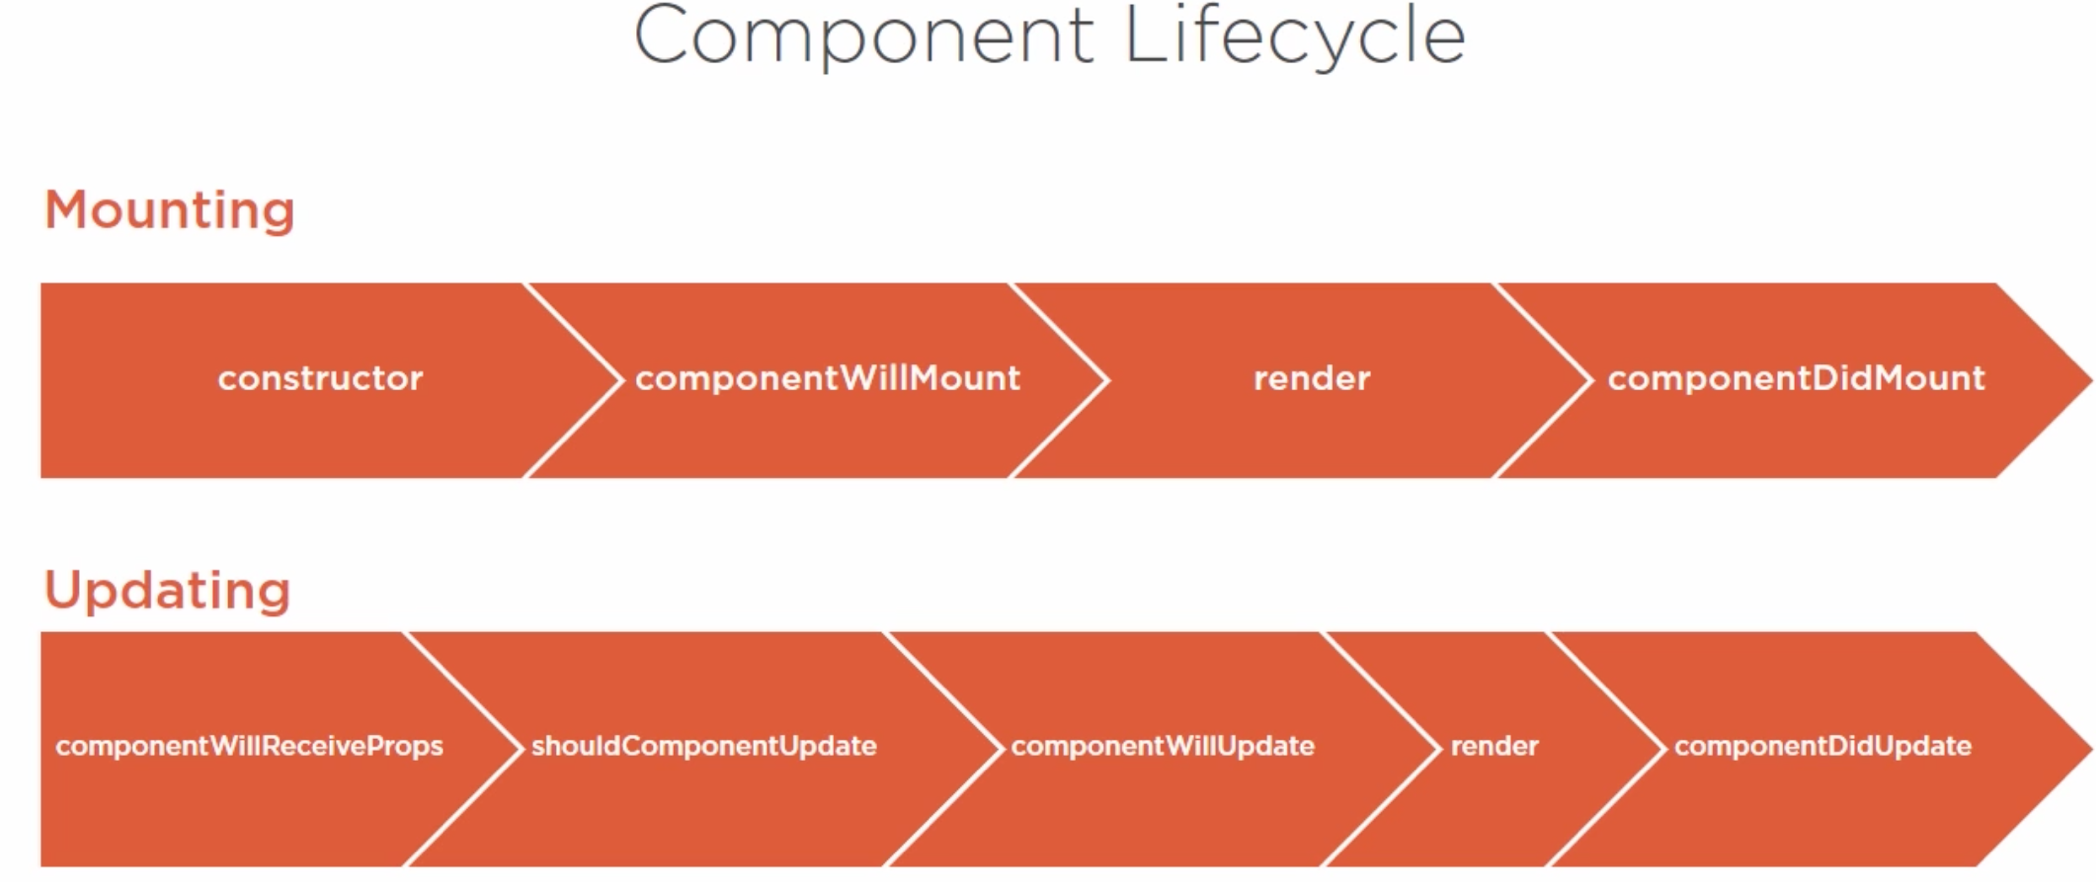 Component Lifecycle
Mounting
constructor
componentWillMount
render
componentDidMount
Updating
componentWillReceiveProps
shouldComponentUpdate
componentWillUpdate
render
componentDidUpdate